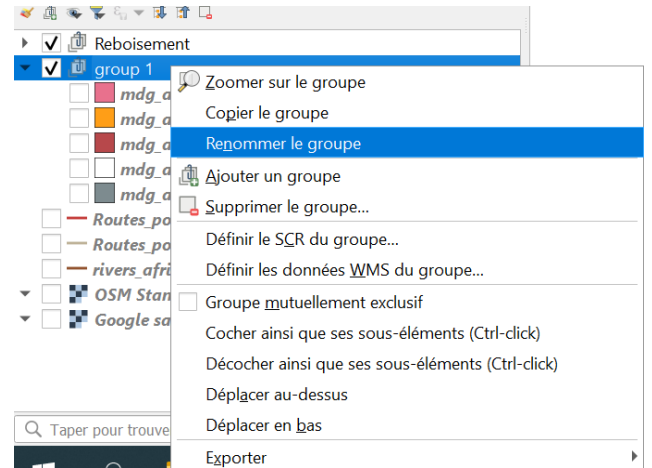 Reboisement
group 1
mdg_a
mdg_a
mdg_a
mdg_a
mdg_a
Routes_po
Routes_po
rivers_afri
OSM Stan
Google sa
Zoomer sur le groupe
Copier le groupe
Renommer le groupe
Ajouter un groupe
Supprimer le groupe...
Définir le SCR du groupe...
Définir les données WMS du groupe...
Groupe mutuellement exclusif
Cocher ainsi que ses sous-éléments (Ctrl-click)
Décocher ainsi que ses sous-éléments (Ctrl-click)
Déplacer au-dessus
Déplacer en bas
Exporter
Taper pour trouve